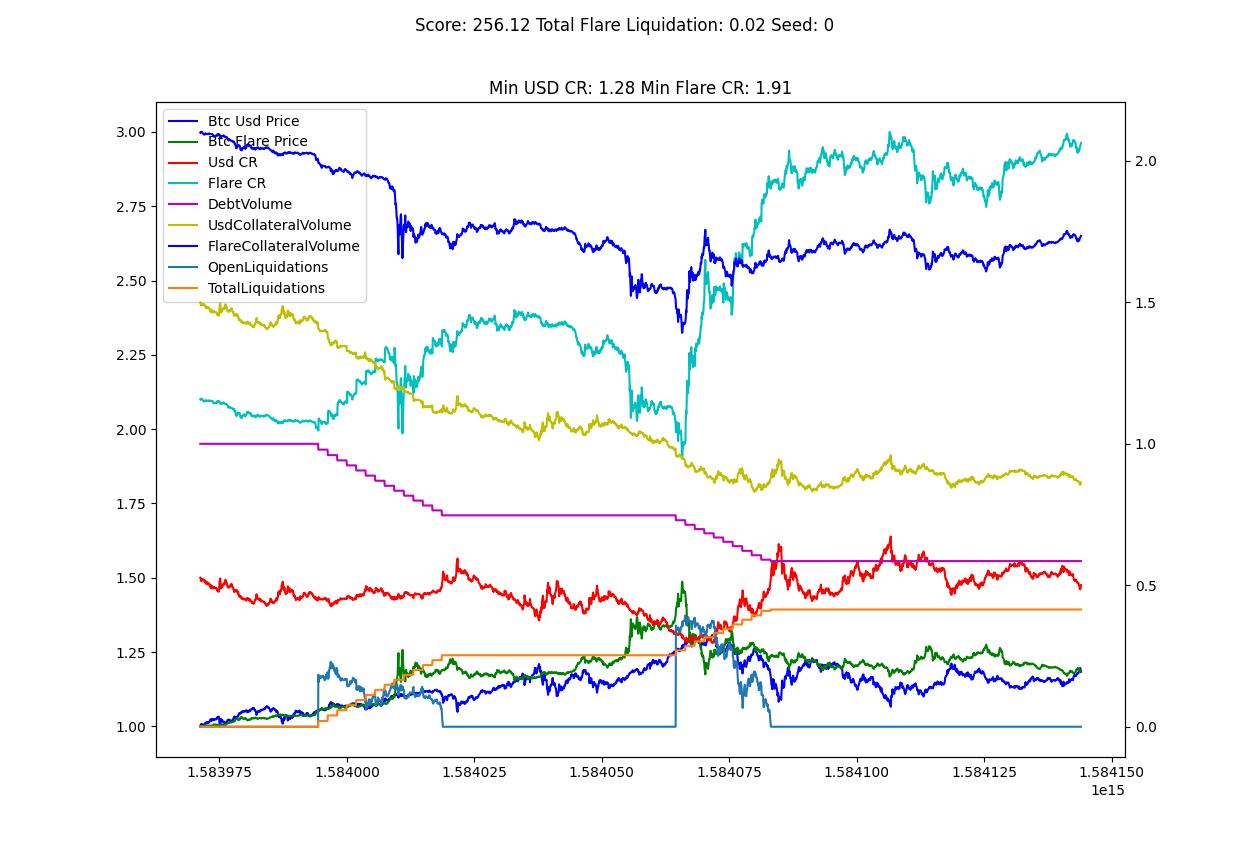 Score: 256.12 Total Flare Liquidation: 0.02 Seed: 0
Min USD CR: 1.28 Min Flare CR: 1.91
Btc Usd Price
Btc Flare Price
Usd CR
Flare CR
DebtVolume
UsdCollateralVolume
FlareCollateralVolume
OpenLiquidations
TotalLiquidations
3.00
2.75
2.50
2.25
2.00
1.75
1.50
1.25
1.00
2.0
1.5
1.0
0.5
0.0
1.583975 1.584000 1.584025 1.584050 1.584075 1.584100 1.584125 1.584150
1e15